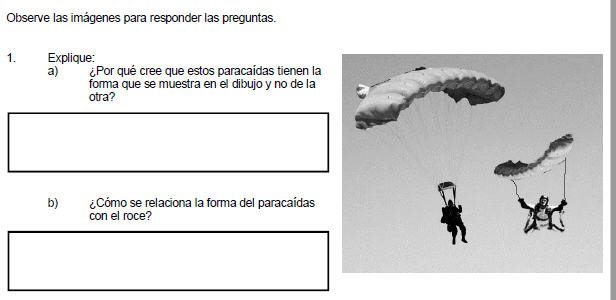 Observe las imágenes para responder las preguntas.
1. Explique:
a) ¿Por qué cree que estos paracaídas tienen la
forma que se muestra en el dibujo y no de la
otra?
b) ¿Cómo se relaciona la forma del paracaídas
con el roce?